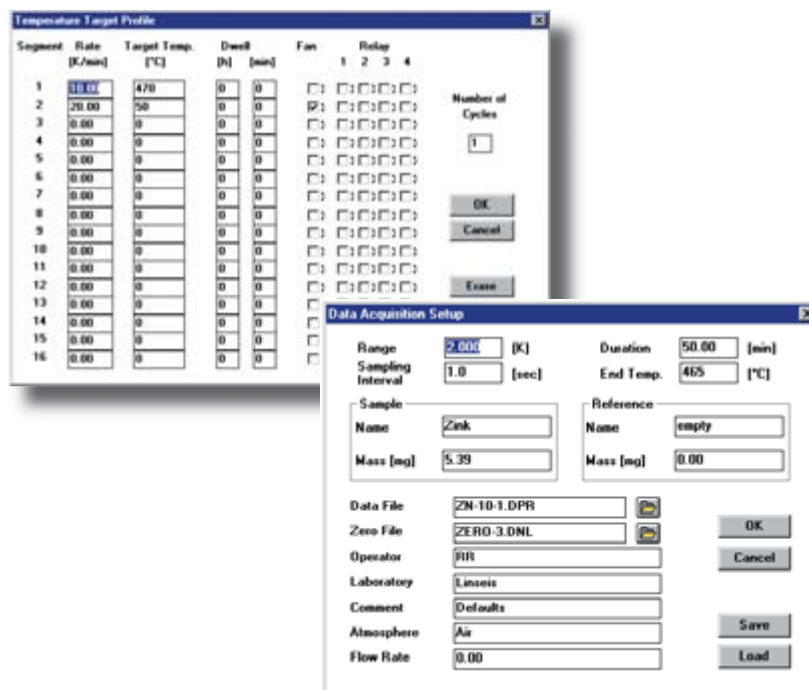 Temperature Target Profile
Segment Rate Target Temp. Dwell Fan Relay
[K/min] [°C] [h] [min] 1 2 3 4
1 10.00 470 0 0
2 20.00 50 0 0
3 0.00 0 0 0
4 0.00 0 0 0
5 0.00 0 0 0
6 0.00 0 0 0
7 0.00 0 0 0
8 0.00 0 0 0
9 0.00 0 0 0
10 0.00 0 0 0
11 0.00 0 0 0
12 0.00 0 0 0
13 0.00 0 0 0
14 0.00 0 0 0
15 0.00 0 0 0
16 0.00 0 0 0
Number of
Cycles
1
OK
Cancel
Erase
Data Acquisition Setup
Range 2.000 [K] Duration 50.00 [min]
Sampling
Interval 1.0 [sec] End Temp. 465 [°C]
Sample Reference
Name Zink Name empty
Mass [mg] 5.39 Mass [mg] 0.00
Data File ZN-10-1.DPR
Zero File ZERO-3.DNL
Operator RR
Laboratory Linseis
Comment Defaults
Atmosphere Air
Flow Rate 0.00
OK
Cancel
Save
Load